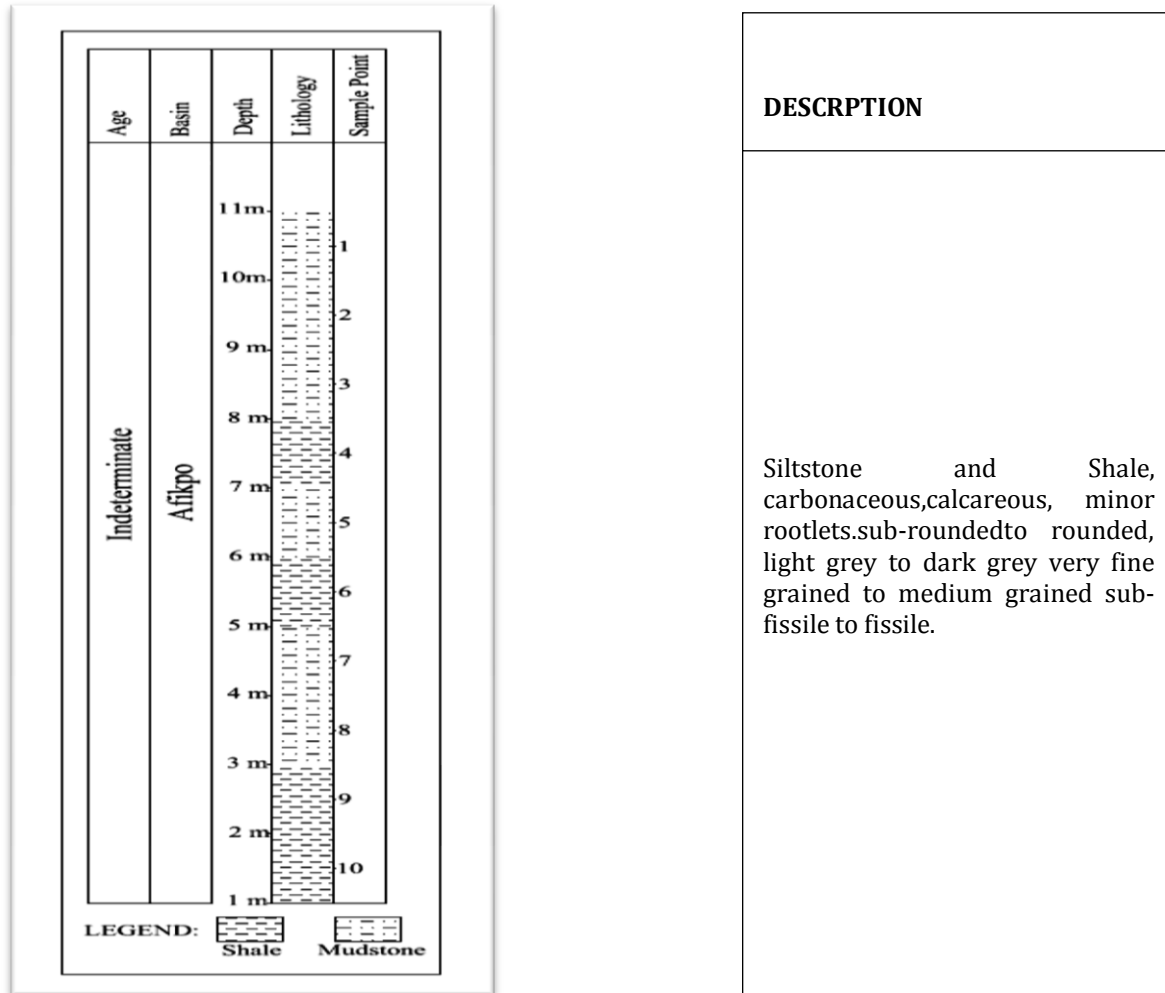 Age
Basin
Depth
Lithology
Sample Point
Indeterminate
Afikpo
11m
10m
9 m
8 m
7 m
6 m
5 m
4 m
3 m
2 m
1 m
1
2
3
4
5
6
7
8
9
10
LEGEND:
Shale
Mudstone
DESCRPTION
Siltstone and Shale,
carbonaceous,calcareous, minor
rootlets.sub-roundedto rounded,
light grey to dark grey very fine
grained to medium grained sub-
fissile to fissile.